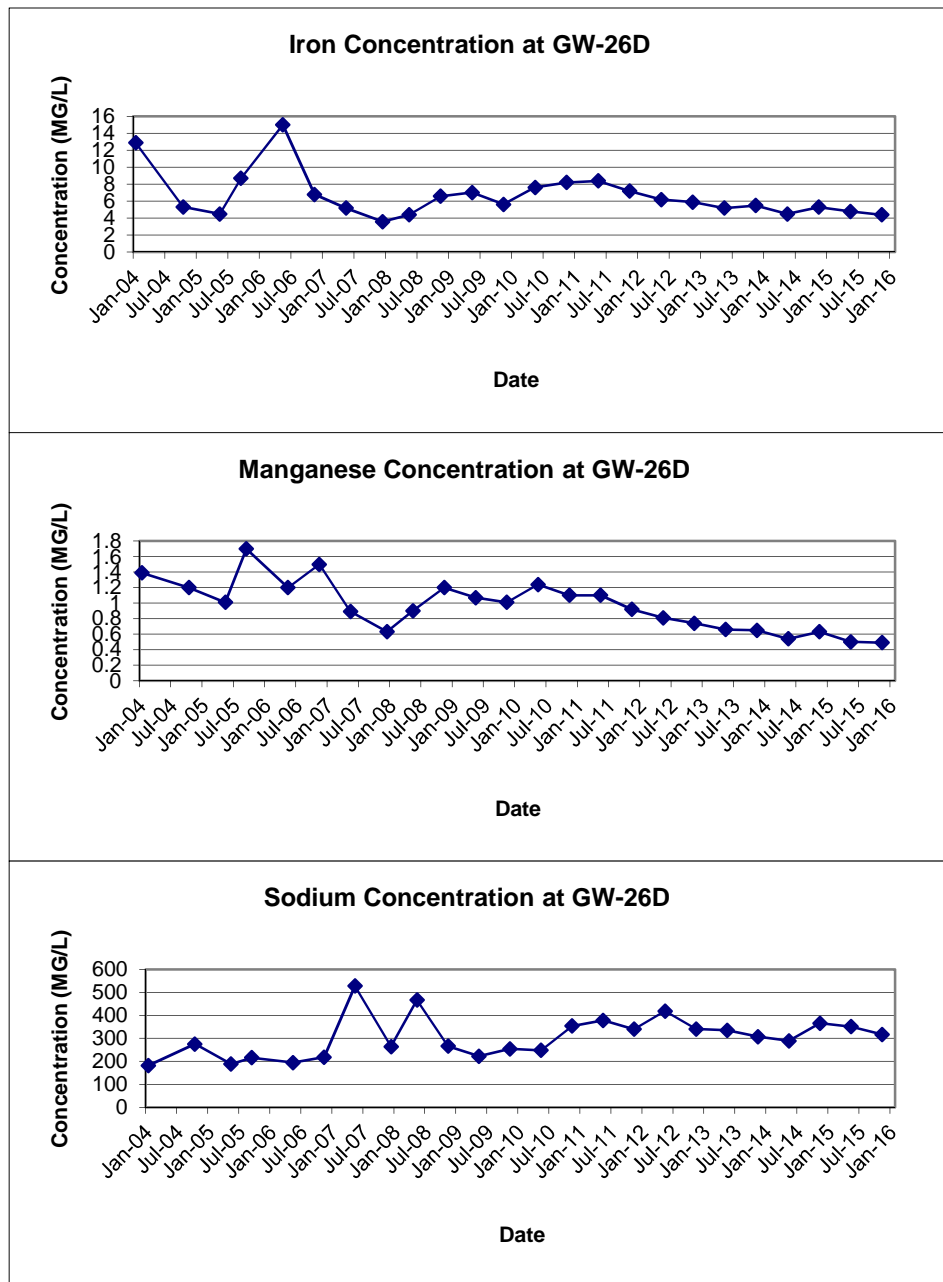 Iron Concentration at GW-26D
Concentration (MG/L)
16
14
12
10
8
6
4
2
0
Jan-04
Jul-04
Jan-05
Jul-05
Jan-06
Jul-06
Jan-07
Jul-07
Jan-08
Jul-08
Jan-09
Jul-09
Jan-10
Jul-10
Jan-11
Jul-11
Jan-12
Jul-12
Jan-13
Jul-13
Jan-14
Jul-14
Jan-15
Jul-15
Jan-16
Date
Manganese Concentration at GW-26D
Concentration (MG/L)
1.8
1.6
1.4
1.2
1
0.8
0.6
0.4
0.2
0
Jan-04
Jul-04
Jan-05
Jul-05
Jan-06
Jul-06
Jan-07
Jul-07
Jan-08
Jul-08
Jan-09
Jul-09
Jan-10
Jul-10
Jan-11
Jul-11
Jan-12
Jul-12
Jan-13
Jul-13
Jan-14
Jul-14
Jan-15
Jul-15
Jan-16
Date
Sodium Concentration at GW-26D
Concentration (MG/L)
600
500
400
300
200
100
0
Jan-04
Jul-04
Jan-05
Jul-05
Jan-06
Jul-06
Jan-07
Jul-07
Jan-08
Jul-08
Jan-09
Jul-09
Jan-10
Jul-10
Jan-11
Jul-11
Jan-12
Jul-12
Jan-13
Jul-13
Jan-14
Jul-14
Jan-15
Jul-15
Jan-16
Date